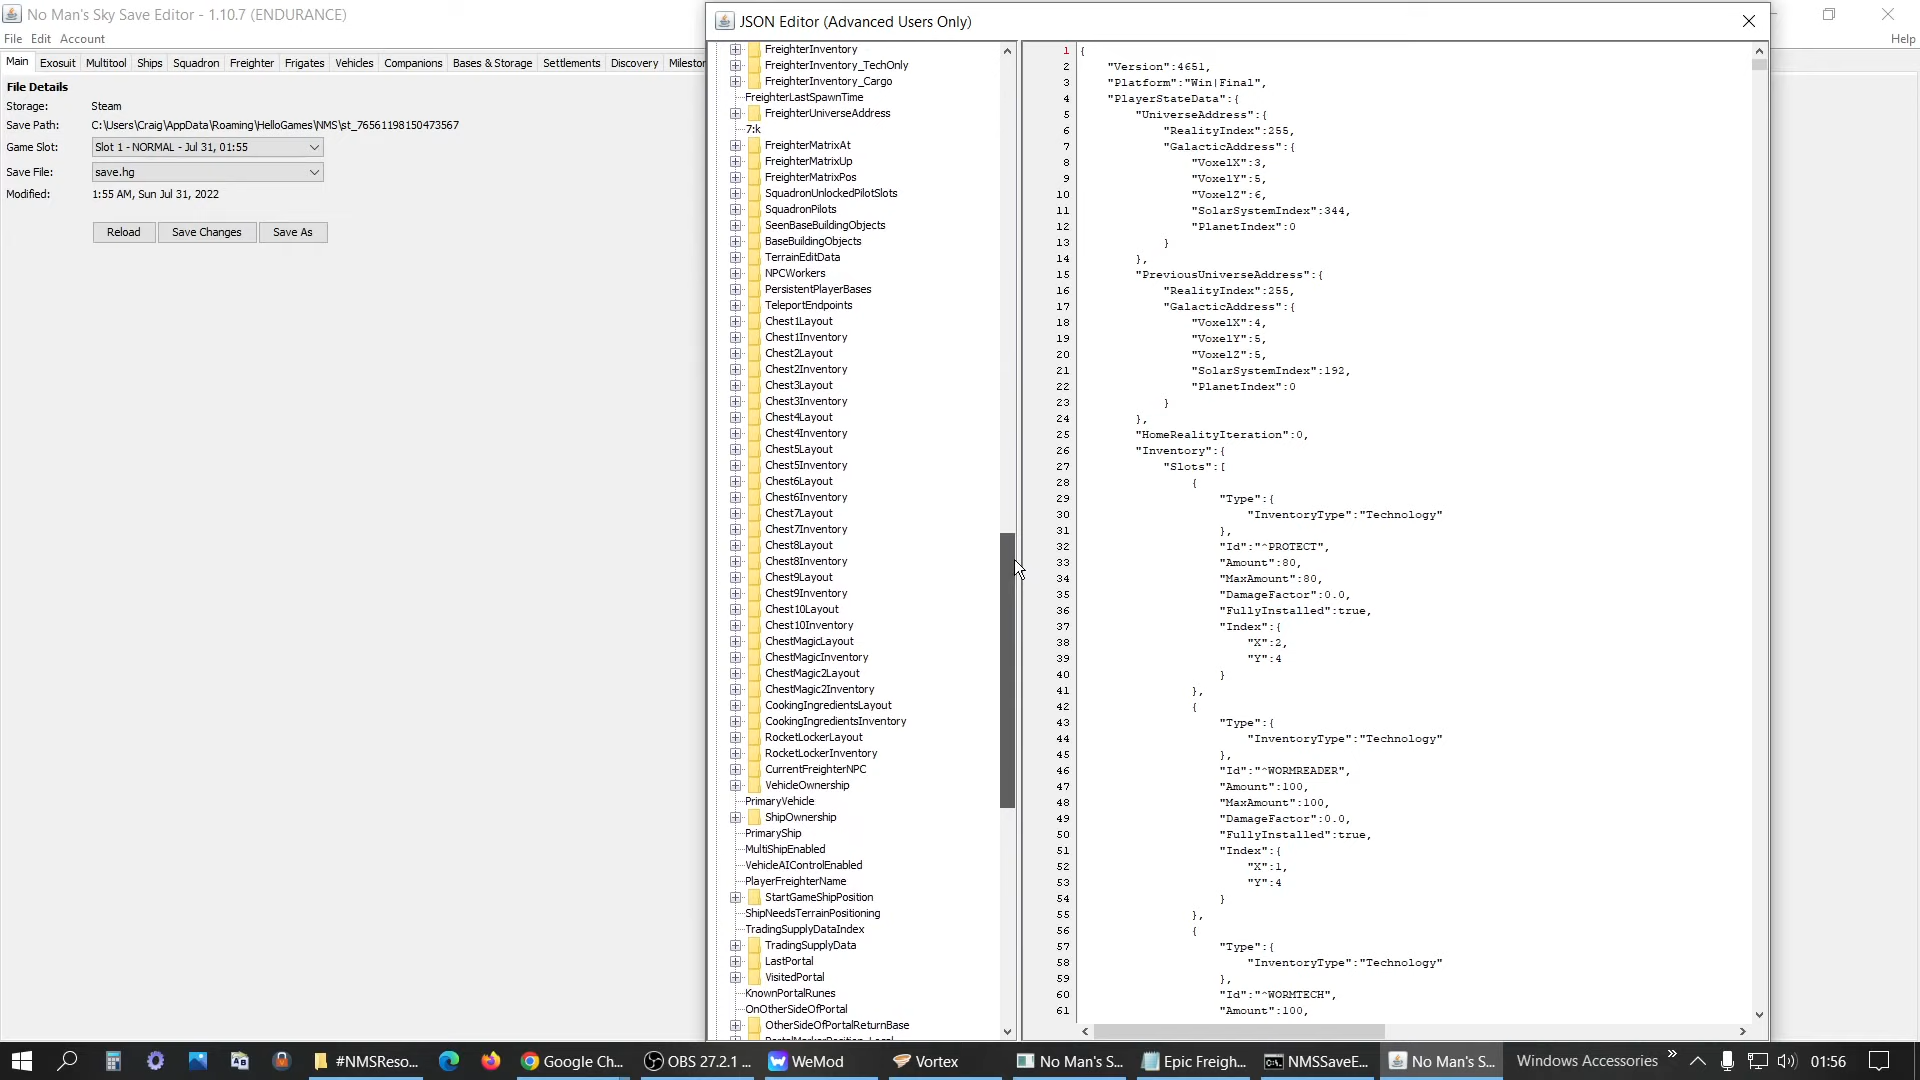 No Man's Sky Save Editor - 1.10.7 (ENDURANCE)
File Edit Account
Help
Main Exosuit Multitool Ships Squadron Freighter Frigates Vehicles Companions Bases & Storage Settlements Discovery Mileston
File Details
Storage: Steam
Save Path: C:\Users\Craig\AppData\Roaming\HelloGames\NMS\st_76561198150473567
Game Slot: Slot 1 - NORMAL - Jul 31, 01:55
Save File: save.hg
Modified: 1:55 AM, Sun Jul 31, 2022
Reload Save Changes Save As
JSON Editor (Advanced Users Only)
FreighterInventory
FreighterInventory_TechOnly
FreighterInventory_Cargo
FreighterLastSpawnTime
FreighterUniverseAddress
7:k
FreighterMatrixAt
FreighterMatrixUp
FreighterMatrixPos
SquadronUnlockedPilotSlots
SquadronPilots
SeenBaseBuildingObjects
BaseBuildingObjects
TerrainEditData
NPCWorkers
PersistentPlayerBases
TeleportEndpoints
Chest1Layout
Chest1Inventory
Chest2Layout
Chest2Inventory
Chest3Layout
Chest3Inventory
Chest4Layout
Chest4Inventory
Chest5Layout
Chest5Inventory
Chest6Layout
Chest6Inventory
Chest7Layout
Chest7Inventory
Chest8Layout
Chest8Inventory
Chest9Layout
Chest9Inventory
Chest10Layout
Chest10Inventory
ChestMagicLayout
ChestMagicInventory
ChestMagic2Layout
ChestMagic2Inventory
CookingIngredientsLayout
CookingIngredientsInventory
RocketLockerLayout
RocketLockerInventory
CurrentFreighterNPC
VehicleOwnership
PrimaryVehicle
ShipOwnership
PrimaryShip
MultiShipEnabled
VehicleAIControlEnabled
PlayerFreighterName
StartGameShipPosition
ShipNeedsTerrainPositioning
TradingSupplyDataIndex
TradingSupplyData
LastPortal
VisitedPortal
KnownPortalRunes
OnOtherSideOfPortal
OtherSideOfPortalReturnBase
1 {
2 "Version":4651,
3 "Platform":"Win|Final",
4 "PlayerStateData":{
5 "UniverseAddress":{
6 "RealityIndex":255,
7 "GalacticAddress":{
8 "VoxelX":3,
9 "VoxelY":5,
10 "VoxelZ":6,
11 "SolarSystemIndex":344,
12 "PlanetIndex":0
13 }
14 },
15 "PreviousUniverseAddress":{
16 "RealityIndex":255,
17 "GalacticAddress":{
18 "VoxelX":4,
19 "VoxelY":5,
20 "VoxelZ":5,
21 "SolarSystemIndex":192,
22 "PlanetIndex":0
23 }
24 },
25 "HomeRealityIteration":0,
26 "Inventory":{
27 "Slots":[
28 {
29 "Type":{
30 "InventoryType":"Technology"
31 },
32 "Id":"^PROTECT",
33 "Amount":80,
34 "MaxAmount":80,
35 "DamageFactor":0.0,
36 "FullyInstalled":true,
37 "Index":{
38 "X":2,
39 "Y":4
40 }
41 },
42 {
43 "Type":{
44 "InventoryType":"Technology"
45 },
46 "Id":"^WORMREADER",
47 "Amount":100,
48 "MaxAmount":100,
49 "DamageFactor":0.0,
50 "FullyInstalled":true,
51 "Index":{
52 "X":1,
53 "Y":4
54 }
55 },
56 {
57 "Type":{
58 "InventoryType":"Technology"
59 },
60 "Id":"^WORMTECH",
61 "Amount":100,
#NMSReso... Google Ch... OBS 27.2.1 ... WeMod Vortex No Man's S... Epic Freigh... NMSSaveE... No Man's S... Windows Accessories 01:56